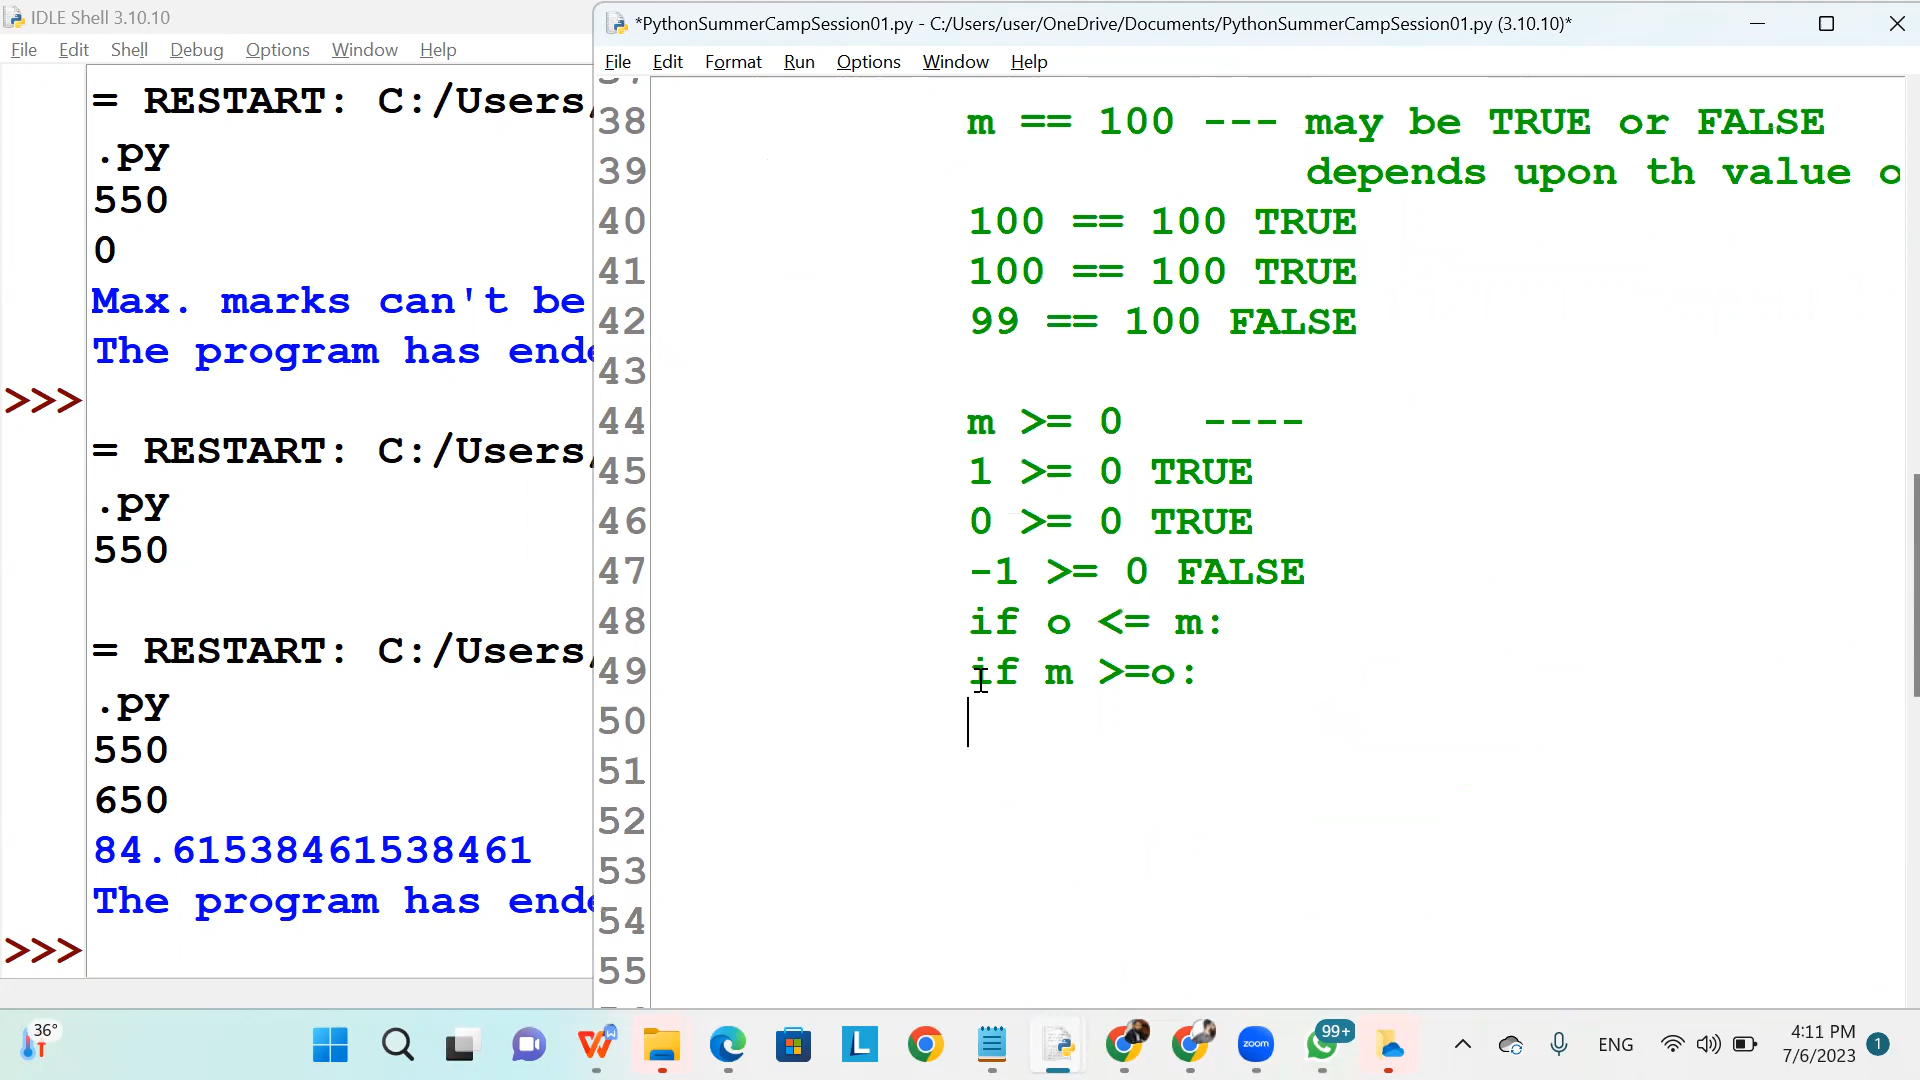 IDLE Shell 3.10.10
File Edit Shell Debug Options Window Help
= RESTART: C:/Users/
.py
550
0
Max. marks can't be
The program has ende
>>>
= RESTART: C:/Users/
.py
550
= RESTART: C:/Users/
.py
550
650
84.61538461538461
The program has ende
>>>
*PythonSummerCampSession01.py - C:/Users/user/OneDrive/Documents/PythonSummerCampSession01.py (3.10.10)*
File Edit Format Run Options Window Help
38 m == 100 --- may be TRUE or FALSE
39 depends upon th value o
40 100 == 100 TRUE
41 100 == 100 TRUE
42 99 == 100 FALSE
43
44 m >= 0 ----
45 1 >= 0 TRUE
46 0 >= 0 TRUE
47 -1 >= 0 FALSE
48 if o <= m:
49 if m >=o:
50
51
52
53
54
55
36°
W
L
zoom
99+
ENG
4:11 PM
7/6/2023
1